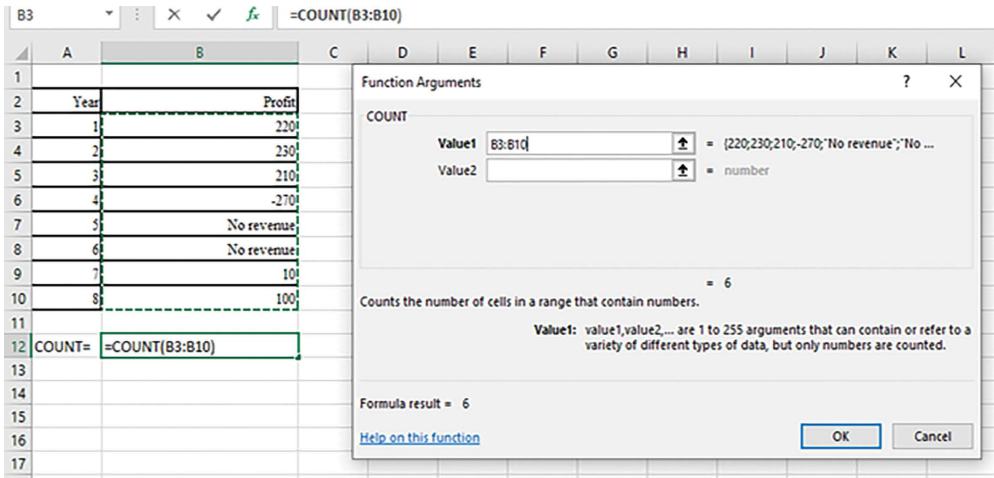 B3 fx =COUNT(B3:B10)
A B C D E F G H I J K L
1
2 Year Profit
3 1 220
4 2 230
5 3 210
6 4 -270
7 5 No revenue
8 6 No revenue
9 7 10
10 8 100
11
12 COUNT= =COUNT(B3:B10)
13
14
15
16
17
Function Arguments ? X
COUNT
Value1 B3:B10 = {220;230;210;-270;"No revenue";"No ...
Value2 = number
= 6
Counts the number of cells in a range that contain numbers.
Value1: value1,value2,... are 1 to 255 arguments that can contain or refer to a
variety of different types of data, but only numbers are counted.
Formula result = 6
Help on this function OK Cancel